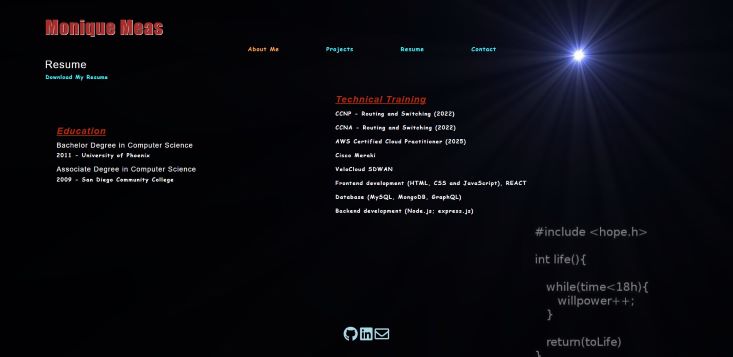 Monique Meas
About Me
Projects
Resume
Contact
Resume
Download My Resume
Education
Bachelor Degree in Computer Science
2011 - University of Phoenix
Associate Degree in Computer Science
2009 - San Diego Community College
Technical Training
CCNP - Routing and Switching (2022)
CCNA - Routing and Switching (2022)
AWS Certified Cloud Practitioner (2025)
Cisco Meraki
VeloCloud SDWAN
Frontend development (HTML, CSS and JavaScript), REACT
Database (MySQL, MongoDB, GraphQL)
Backend development (Node.js; express.js)
#include <hope.h>
int life(){
while(time<18h){
willpower++;
}
return(toLife)
}
in